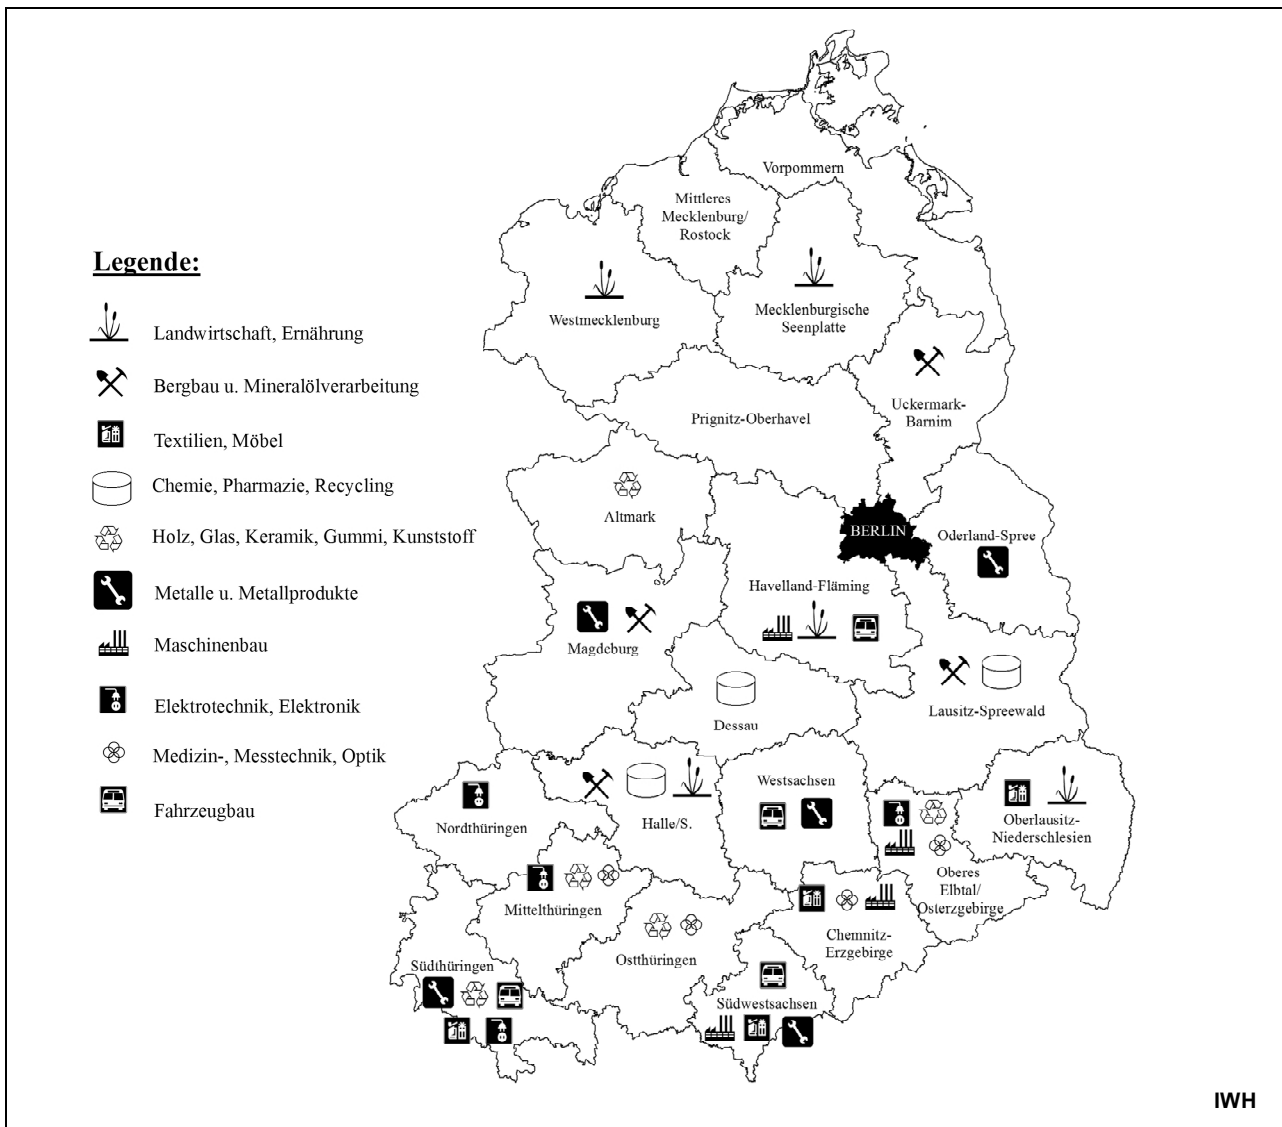 Legende:
Landwirtschaft, Ernährung
Bergbau u. Mineralölverarbeitung
Textilien, Möbel
Chemie, Pharmazie, Recycling
Holz, Glas, Keramik, Gummi, Kunststoff
Metalle u. Metallprodukte
Maschinenbau
Elektrotechnik, Elektronik
Medizin-, Messtechnik, Optik
Fahrzeugbau
Vorpommern
Mittleres
Mecklenburg/
Rostock
Westmecklenburg
Mecklenburgische
Seenplatte
Uckermark-
Barnim
Prignitz-Oberhavel
Altmark
BERLIN
Oderland-Spree
Havelland-Fläming
Magdeburg
Lausitz-Spreewald
Dessau
Westsachsen
Halle/S.
Nordthüringen
Oberlausitz-
Niederschlesien
Oberes
Elbtal/
Osterzgebirge
Mittelthüringen
Chemnitz-
Erzgebirge
Ostthüringen
Südthüringen
Südwestsachsen
IWH